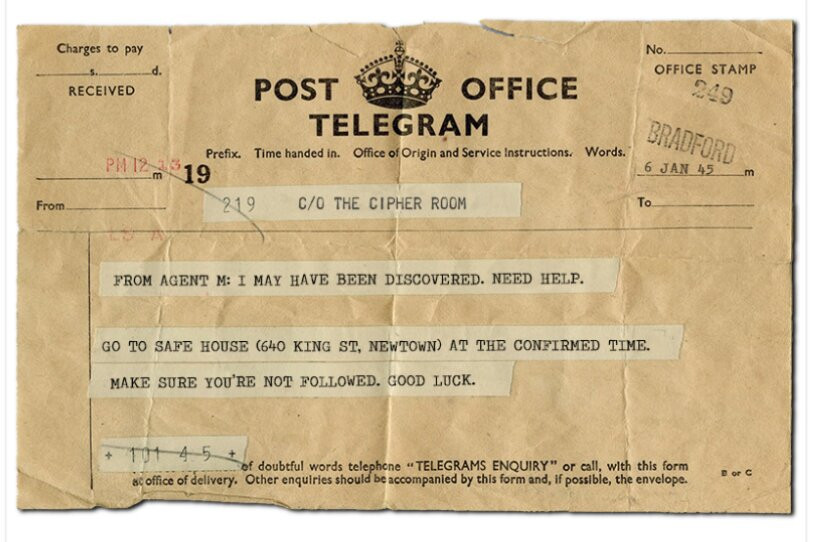 Charges to pay
s. d.
RECEIVED
POST OFFICE
TELEGRAM
No.
OFFICE STAMP
249
BRADFORD
6 JAN 45 m
Prefix. Time handed in. Office of Origin and Service Instructions. Words.
PM 12 13
m
19
From
219 C/O THE CIPHER ROOM
To
FROM AGENT M: I MAY HAVE BEEN DISCOVERED. NEED HELP.
GO TO SAFE HOUSE (640 KING ST, NEWTOWN) AT THE CONFIRMED TIME.
MAKE SURE YOU'RE NOT FOLLOWED. GOOD LUCK.
+ 101 4 5 +
of doubtful words telephone “TELEGRAMS ENQUIRY” or call, with this form
at office of delivery. Other enquiries should be accompanied by this form and, if possible, the envelope.
B or C